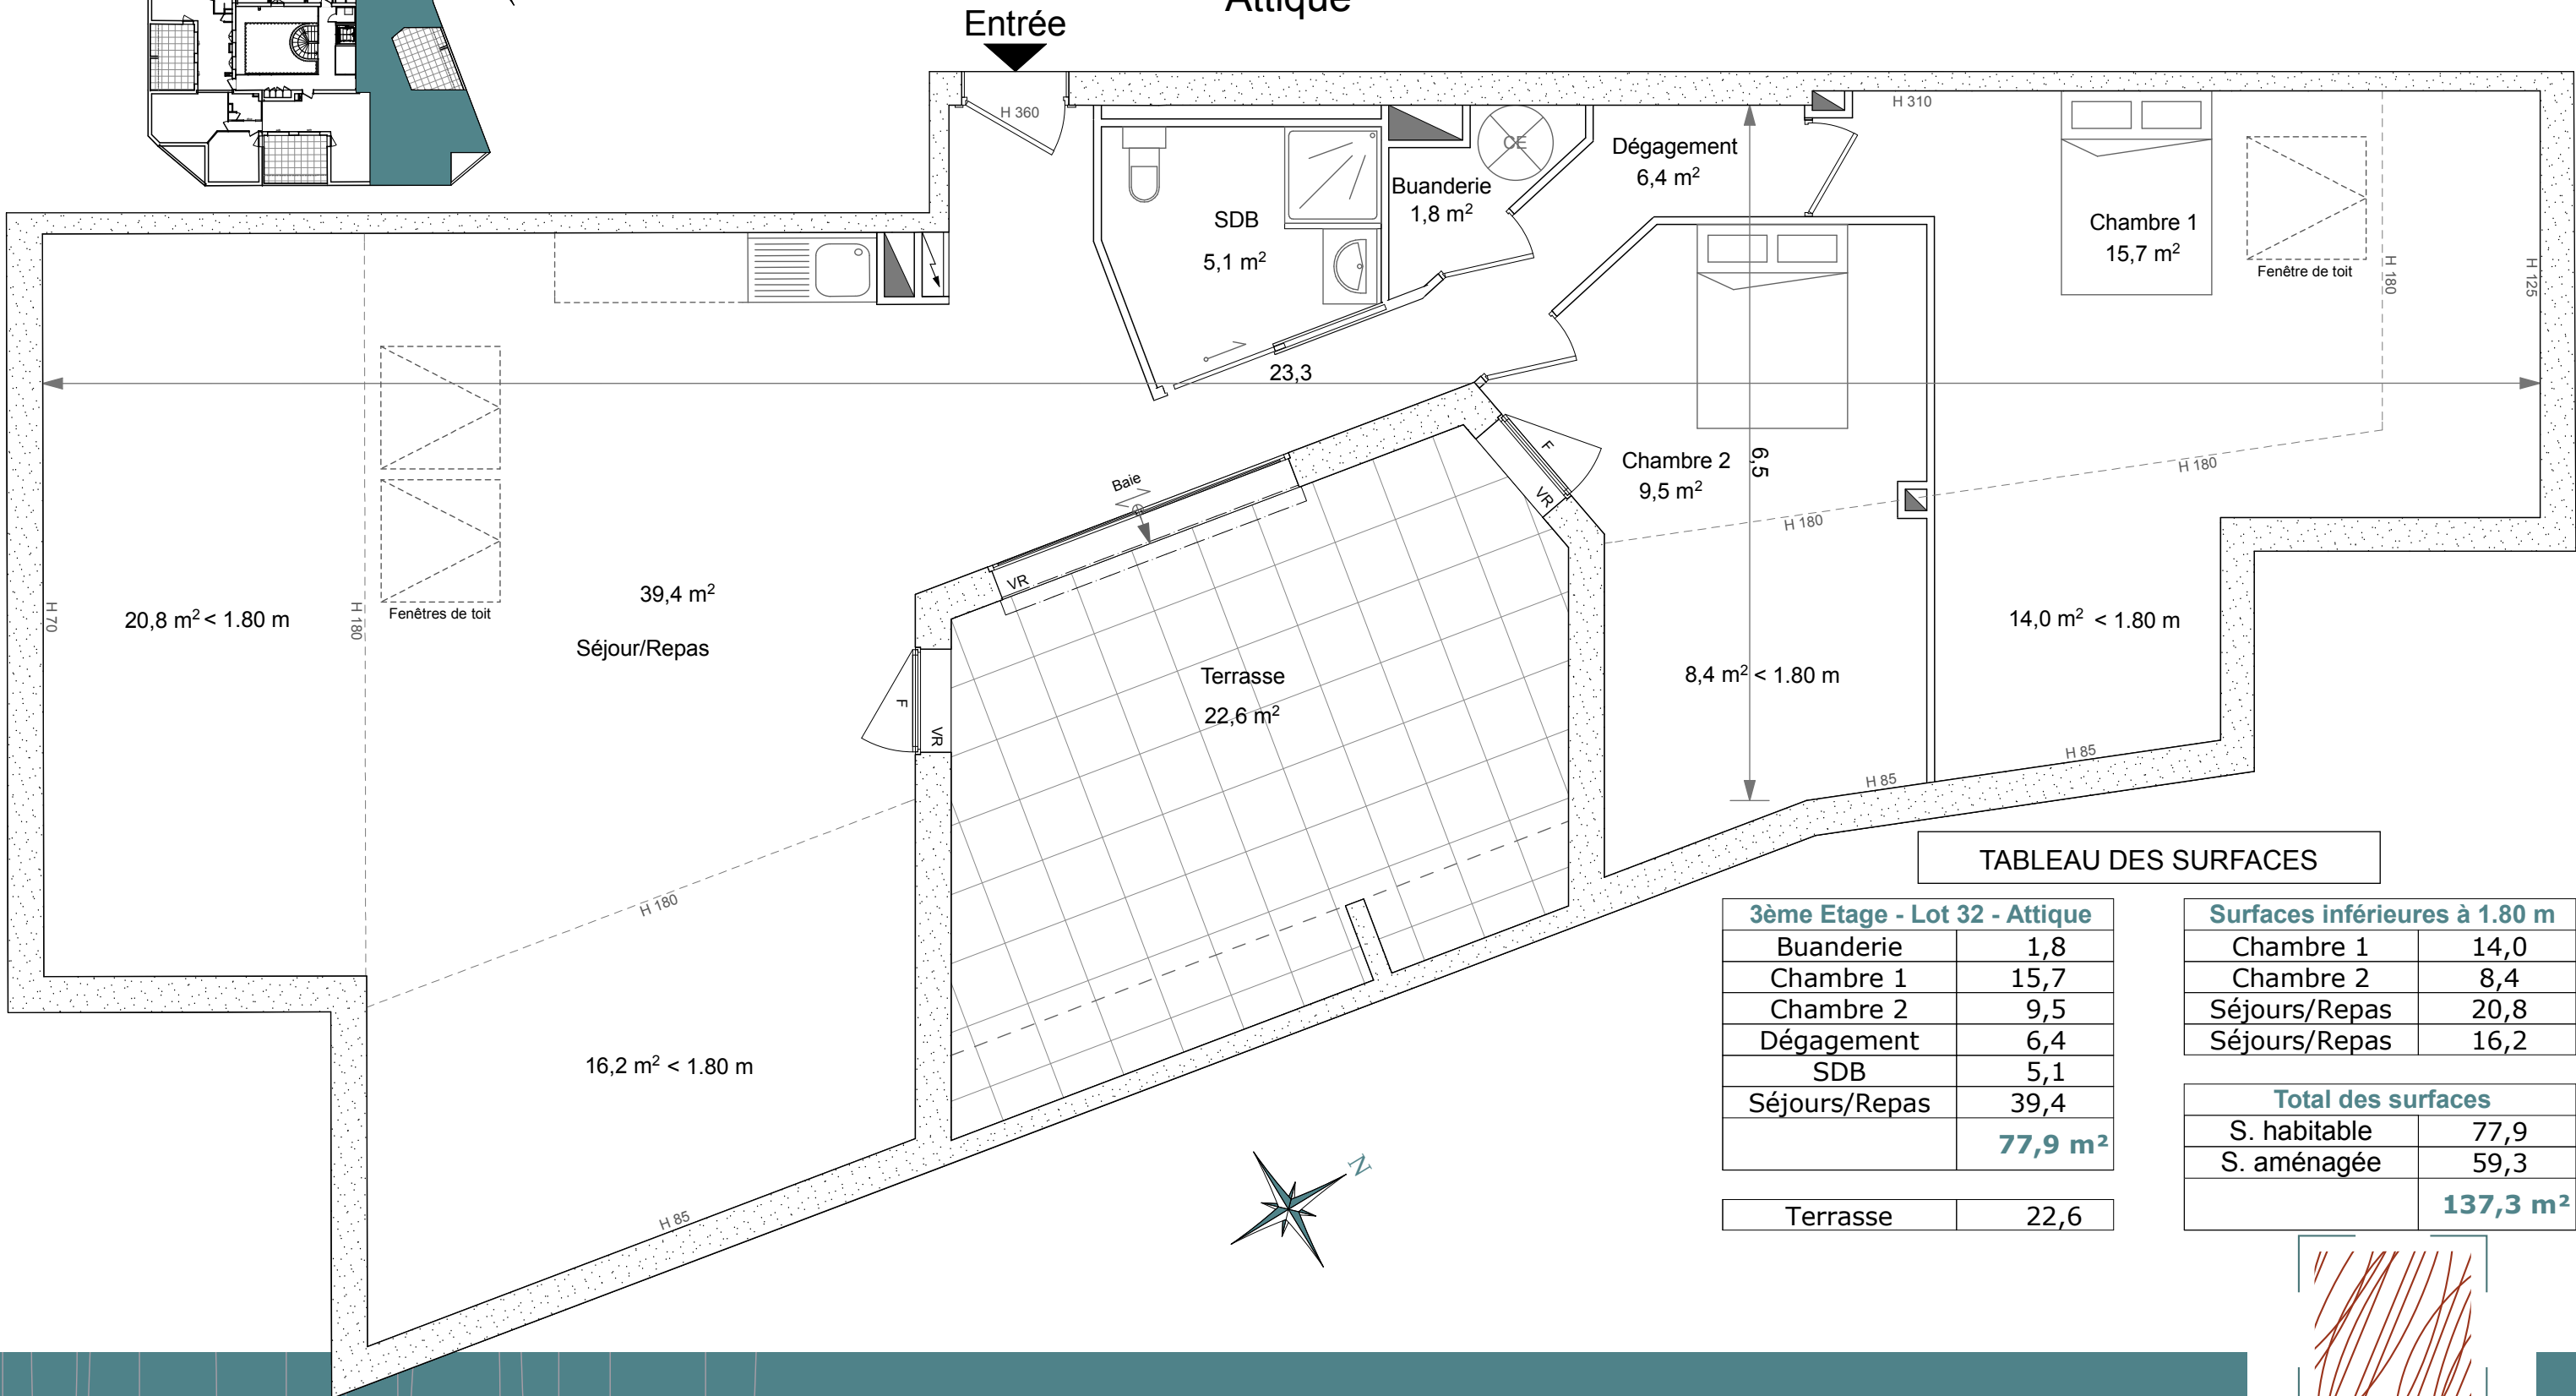 Attique
Entrée
H 360
H 310
CE
Dégagement
6,4 m²
Buanderie
1,8 m²
SDB
5,1 m²
Chambre 1
15,7 m²
Fenêtre de toit
H 180
H 125
23,3
Chambre 2
9,5 m²
6,5
F
VR
H 180
H 180
Baie
VR
39,4 m²
Séjour/Repas
Fenêtres de toit
H 70
20,8 m² < 1.80 m
H 180
F
VR
Terrasse
22,6 m²
8,4 m² < 1.80 m
14,0 m² < 1.80 m
H 85
H 85
H 180
16,2 m² < 1.80 m
H 85
N
TABLEAU DES SURFACES
3ème Etage - Lot 32 - Attique
Buanderie 1,8
Chambre 1 15,7
Chambre 2 9,5
Dégagement 6,4
SDB 5,1
Séjours/Repas 39,4
77,9 m²
Terrasse 22,6
Surfaces inférieures à 1.80 m
Chambre 1 14,0
Chambre 2 8,4
Séjours/Repas 20,8
Séjours/Repas 16,2
Total des surfaces
S. habitable 77,9
S. aménagée 59,3
137,3 m²